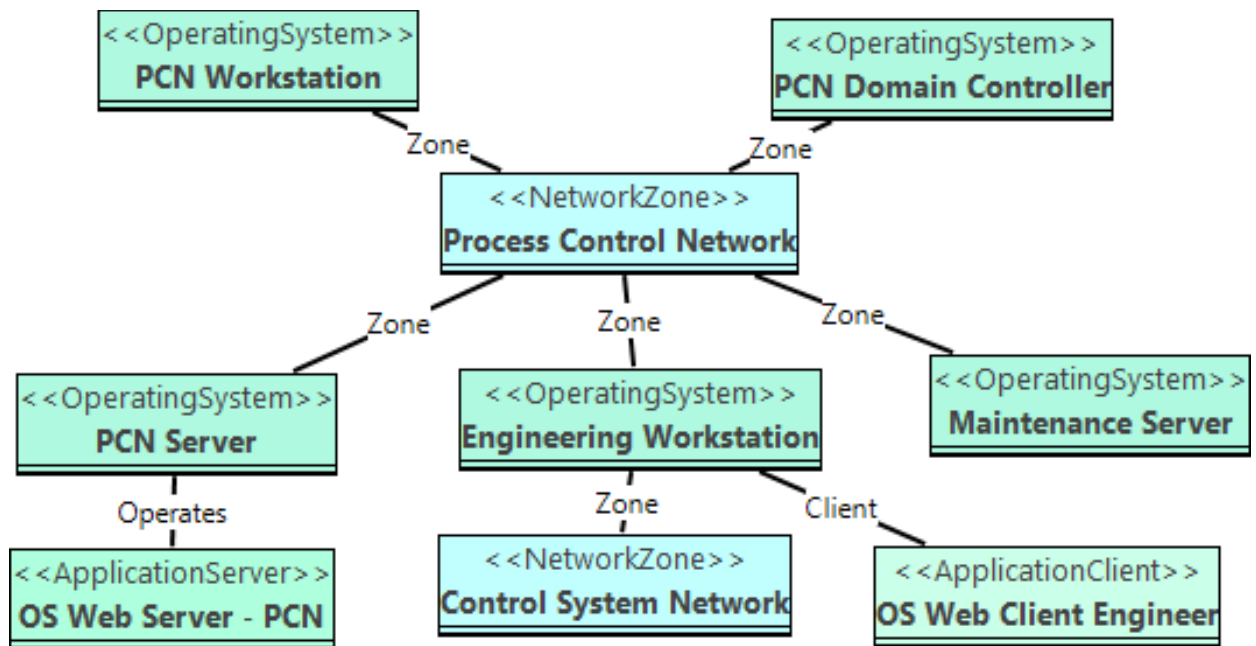 <<OperatingSystem>>
PCN Workstation
<<OperatingSystem>>
PCN Domain Controller
Zone
Zone
<<NetworkZone>>
Process Control Network
Zone
Zone
Zone
<<OperatingSystem>>
PCN Server
<<OperatingSystem>>
Engineering Workstation
<<OperatingSystem>>
Maintenance Server
Operates
Zone
Client
<<ApplicationServer>>
OS Web Server - PCN
<<NetworkZone>>
Control System Network
<<ApplicationClient>>
OS Web Client Engineer